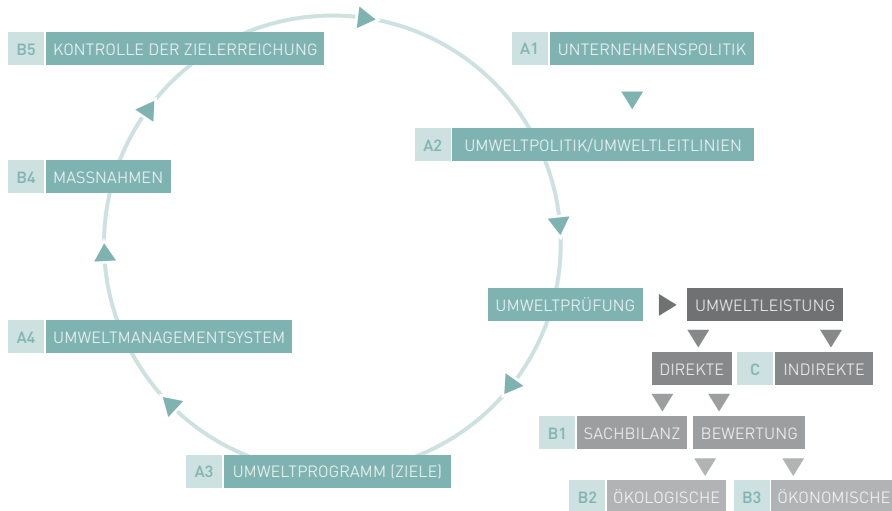 B5 KONTROLLE DER ZIELERREICHUNG
A1 UNTERNEHMENSPOLITIK
A2 UMWELTPOLITIK/UMWELTLEITLINIEN
B4 MASSNAHMEN
UMWELTPRÜFUNG
UMWELTLEISTUNG
A4 UMWELTMANAGEMENTSYSTEM
DIREKTE
C INDIREKTE
B1 SACHBILANZ
BEWERTUNG
A3 UMWELTPROGRAMM (ZIELE)
B2 ÖKOLOGISCHE
B3 ÖKONOMISCHE